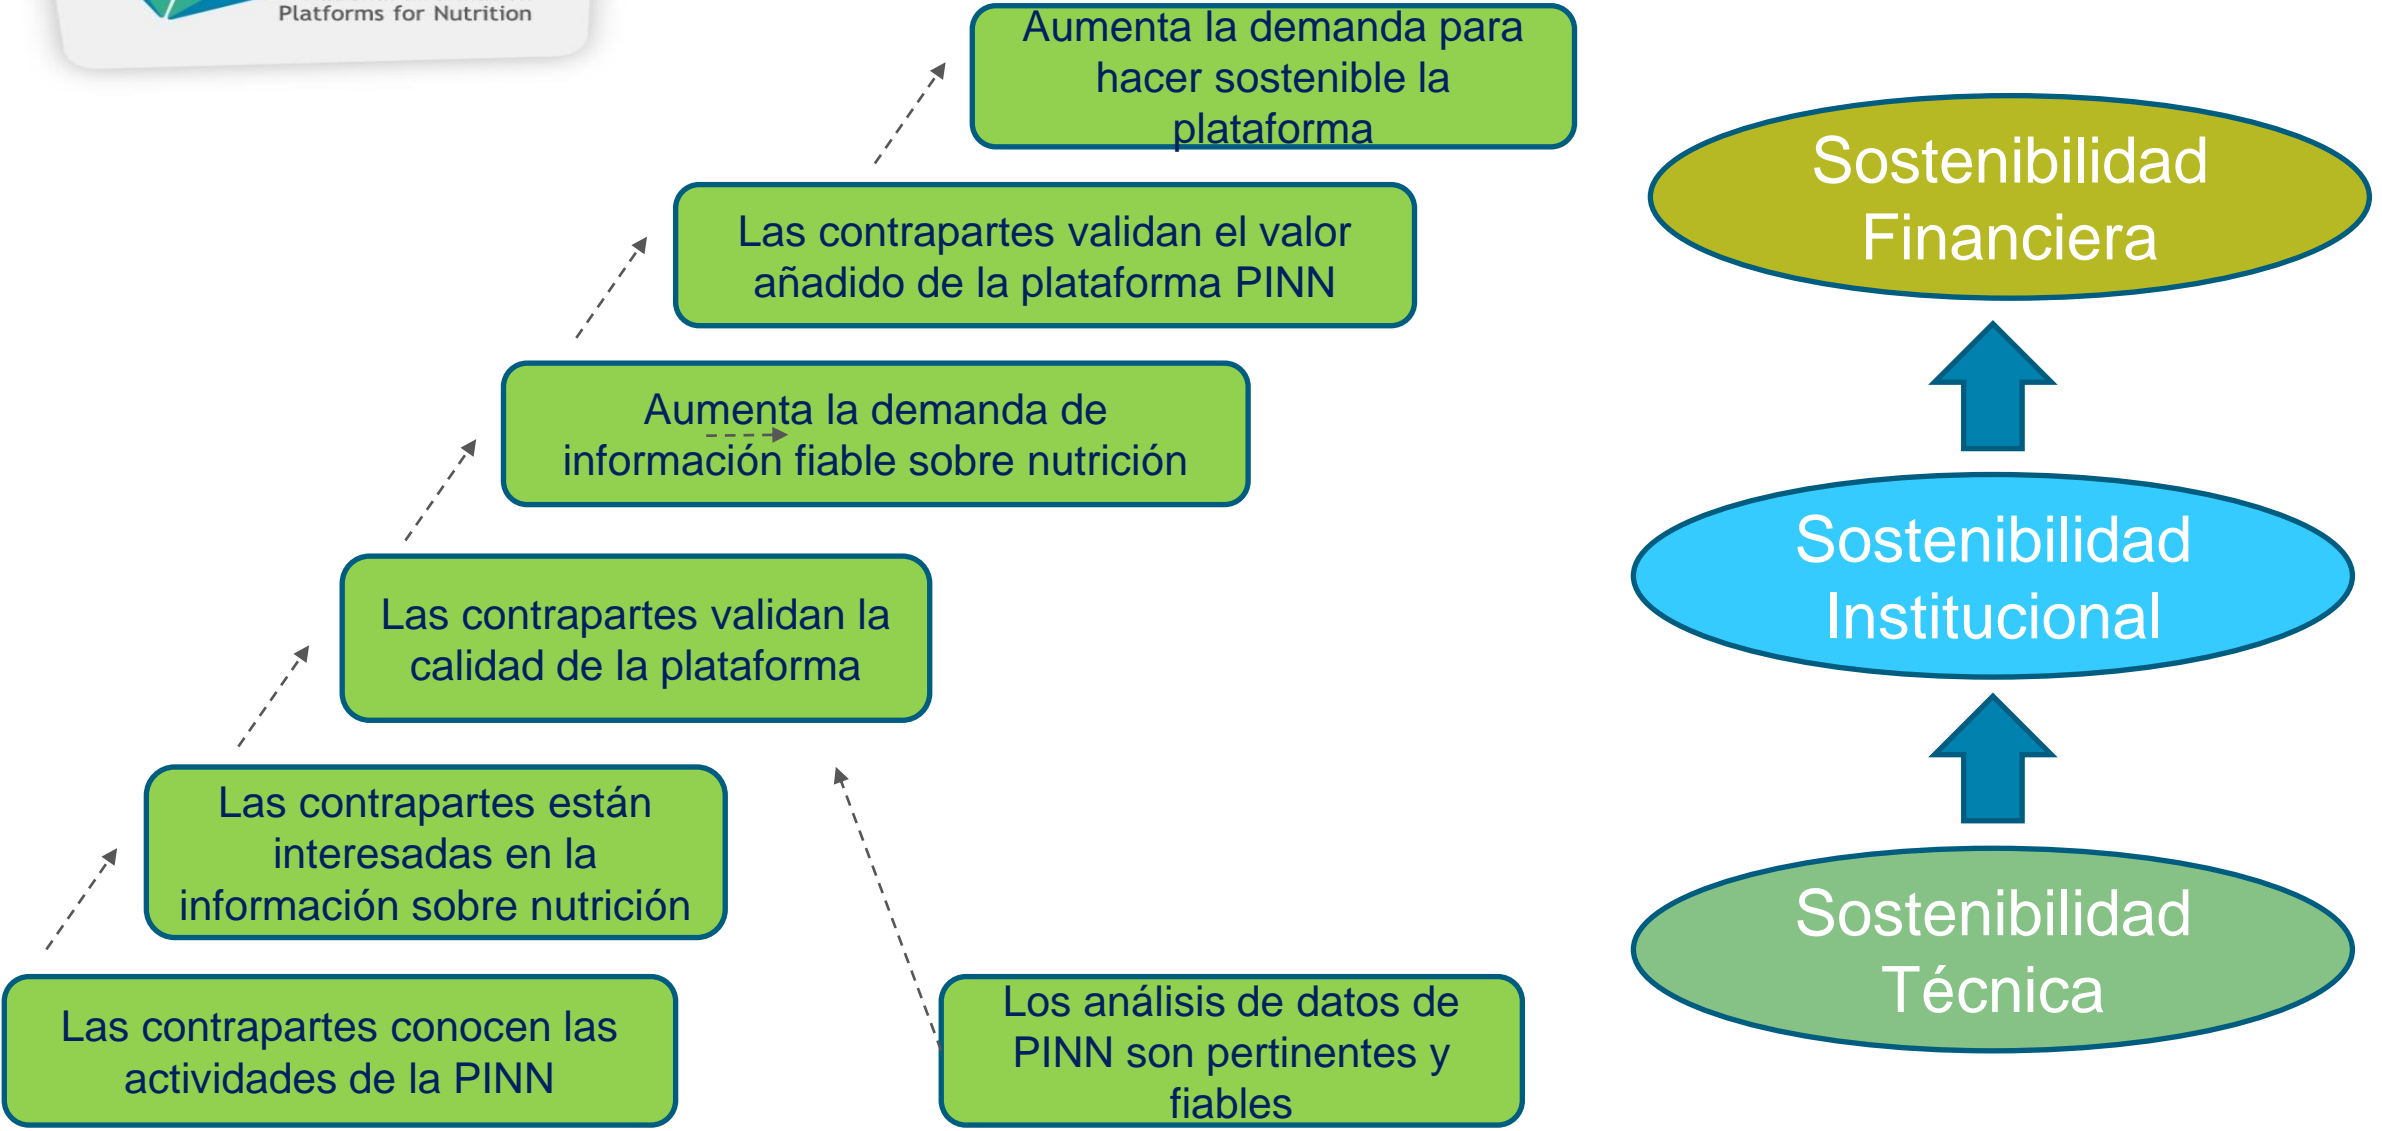 Platforms for Nutrition
Aumenta la demanda para
hacer sostenible la
plataforma
Las contrapartes validan el valor
añadido de la plataforma PINN
Aumenta la demanda de
información fiable sobre nutrición
Las contrapartes validan la
calidad de la plataforma
Las contrapartes están
interesadas en la
información sobre nutrición
Las contrapartes conocen las
actividades de la PINN
Los análisis de datos de
PINN son pertinentes y
fiables
Sostenibilidad
Financiera
Sostenibilidad
Institucional
Sostenibilidad
Técnica